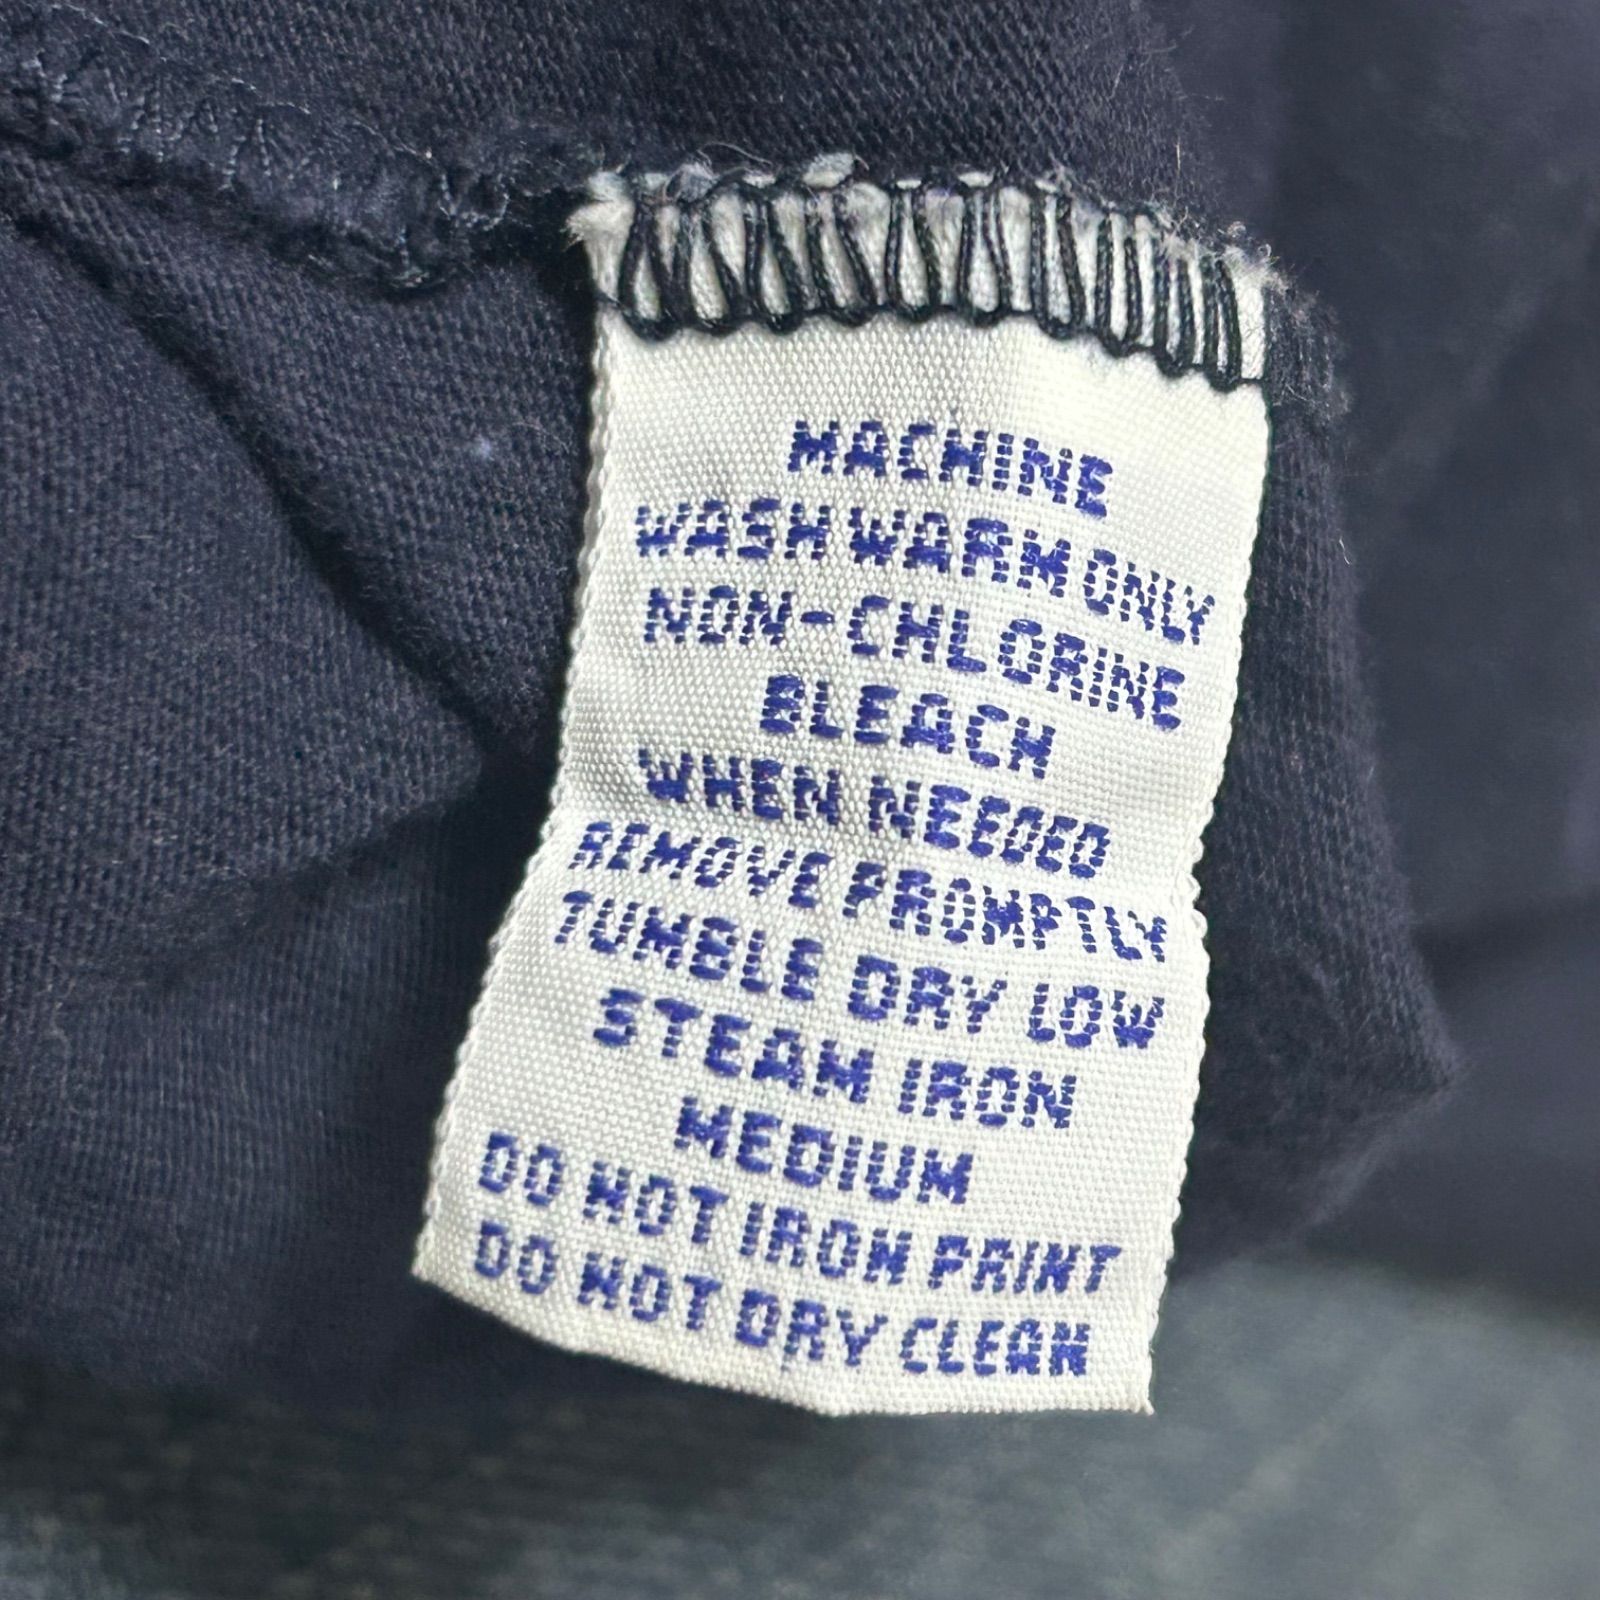 MACHINE
WASH WARM ONLY
NON-CHLORINE
BLEACH
WHEN NEEDED
REMOVE PROMPTLY
TUMBLE DRY LOW
STEAM IRON
MEDIUM
DO NOT IRON PRINT
DO NOT DRY CLEAN